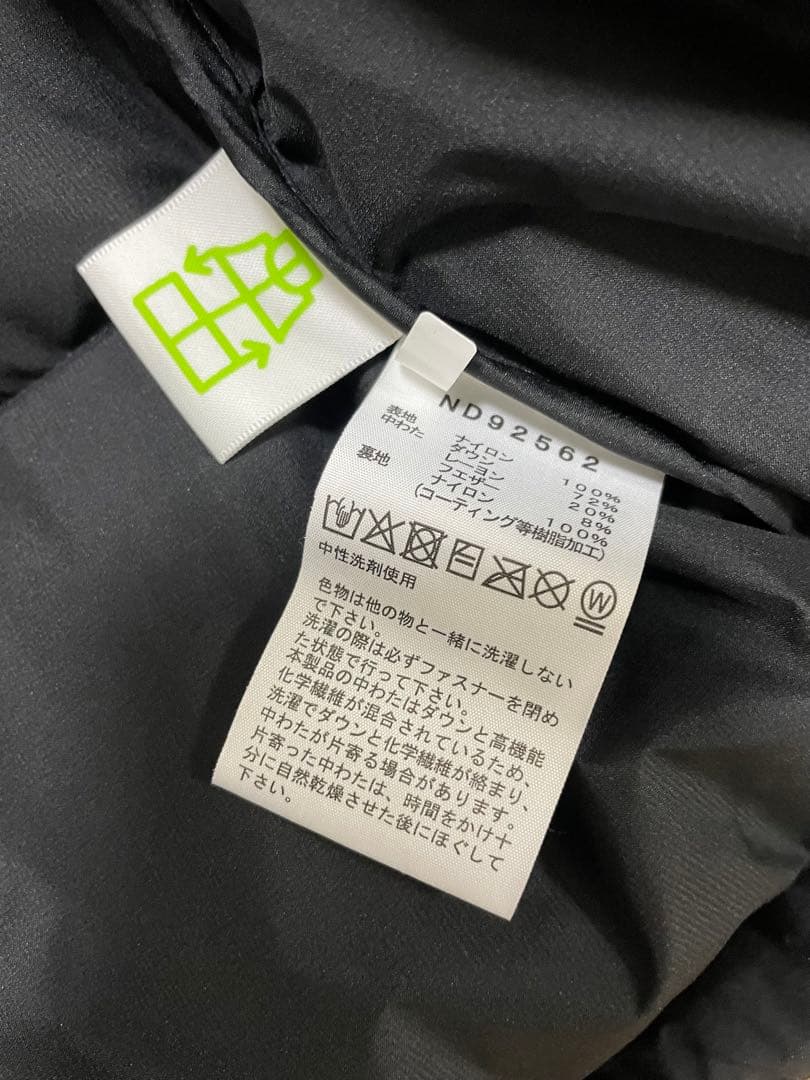 ND92562
表地 ナイロン 100%
中わた ダウン 72%
レーヨン 20%
フェザー 8%
裏地 ナイロン 100%
(コーティング等樹脂加工)
W
中性洗剤使用
色物は他の物と一緒に洗濯しない
で下さい。
洗濯の際は必ずファスナーを閉め
た状態で行って下さい。
本製品の中わたはダウンと高機能
化学繊維が混合されているため、
洗濯でダウンと化学繊維が絡まり、
中わたが片寄る場合があります。
片寄った中わたは、時間をかけ十
分に自然乾燥させた後にほぐして
下さい。